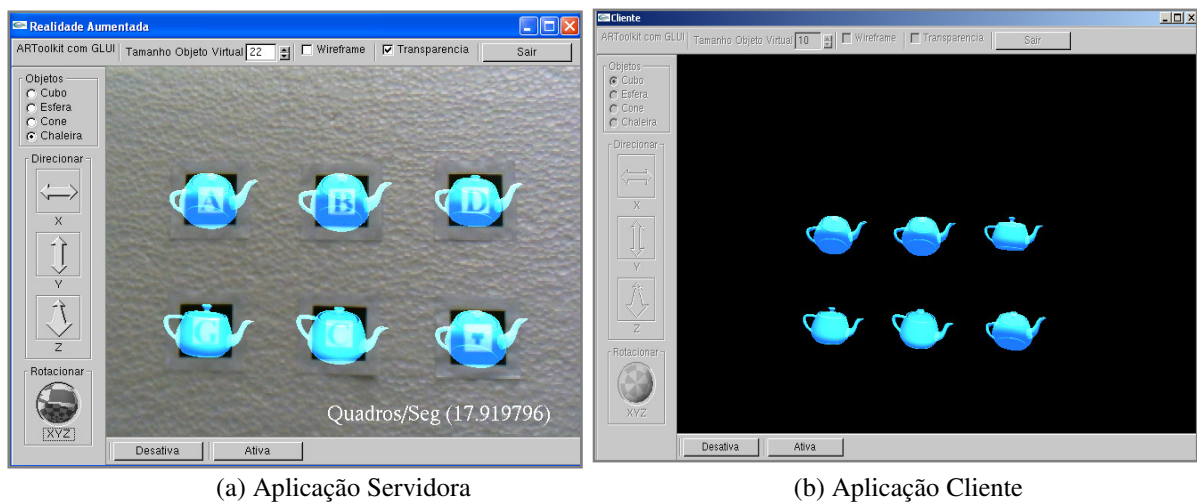 Realidade Aumentada
ARToolkit com GLUI
Tamanho Objeto Virtual 22
Wireframe
Transparencia
Sair
Objetos
Cubo
Esfera
Cone
Chaleira
Direcionar
X
Y
Z
Rotacionar
XYZ
A B D
G C
Quadros/Seg (17.919796)
Desativa Ativa
(a) Aplicação Servidora
Cliente
ARToolkit com GLUI
Tamanho Objeto Virtual 10
Wireframe
Transparencia
Sair
Objetos
Cubo
Esfera
Cone
Chaleira
Direcionar
X
Y
Z
Rotacionar
XYZ
Desativa Ativa
(b) Aplicação Cliente